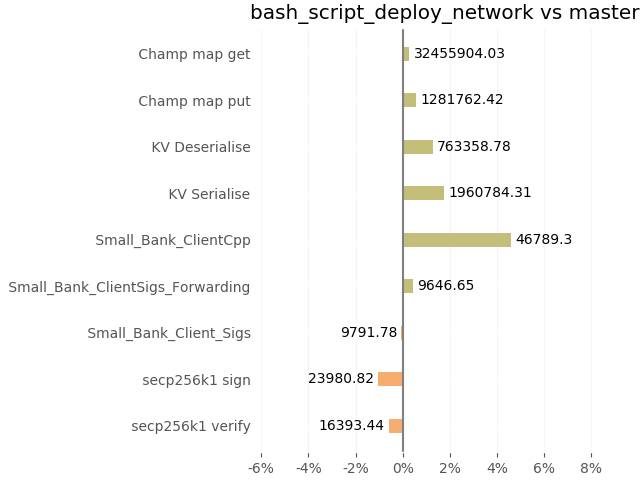 bash_script_deploy_network vs master
Champ map get 32455904.03
Champ map put 1281762.42
KV Deserialise 763358.78
KV Serialise 1960784.31
Small_Bank_ClientCpp 46789.3
Small_Bank_ClientSigs_Forwarding 9646.65
Small_Bank_Client_Sigs 9791.78
secp256k1 sign 23980.82
secp256k1 verify 16393.44
-6% -4% -2% 0% 2% 4% 6% 8%